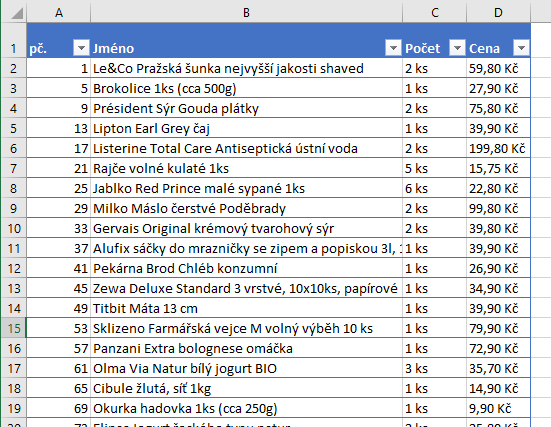 A B C D
1 pč. Jméno Počet Cena
2 1 Le&Co Pražská šunka nejvyšší jakosti shaved 2 ks 59,80 Kč
3 5 Brokolice 1ks (cca 500g) 1 ks 27,90 Kč
4 9 Président Sýr Gouda plátky 2 ks 75,80 Kč
5 13 Lipton Earl Grey čaj 1 ks 39,90 Kč
6 17 Listerine Total Care Antiseptická ústní voda 2 ks 199,80 Kč
7 21 Rajče volné kulaté 1ks 5 ks 15,75 Kč
8 25 Jablko Red Prince malé sypané 1ks 6 ks 22,80 Kč
9 29 Milko Máslo čerstvé Poděbrady 2 ks 99,80 Kč
10 33 Gervais Original krémový tvarohový sýr 2 ks 39,80 Kč
11 37 Alufix sáčky do mrazničky se zipem a popiskou 3l, 1 ks 39,90 Kč
12 41 Pekárna Brod Chléb konzumní 1 ks 26,90 Kč
13 45 Zewa Deluxe Standard 3 vrstvé, 10x10ks, papírové 1 ks 34,90 Kč
14 49 Titbit Máta 13 cm 1 ks 39,90 Kč
15 53 Sklizeno Farmářská vejce M volný výběh 10 ks 1 ks 79,90 Kč
16 57 Panzani Extra bolognese omáčka 1 ks 72,90 Kč
17 61 Olma Via Natur bílý jogurt BIO 3 ks 35,70 Kč
18 65 Cibule žlutá, síť 1kg 1 ks 14,90 Kč
19 69 Okurka hadovka 1ks (cca 250g) 1 ks 9,90 Kč